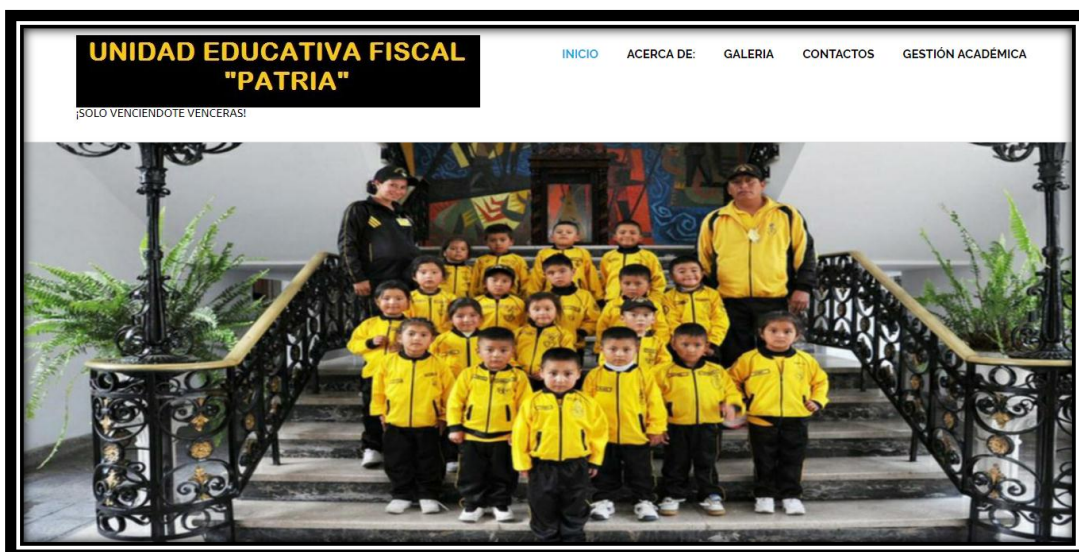 UNIDAD EDUCATIVA FISCAL
"PATRIA"
¡SOLO VENCIENDOTE VENCERAS!
INICIO
ACERCA DE:
GALERIA
CONTACTOS
GESTIÓN ACADÉMICA